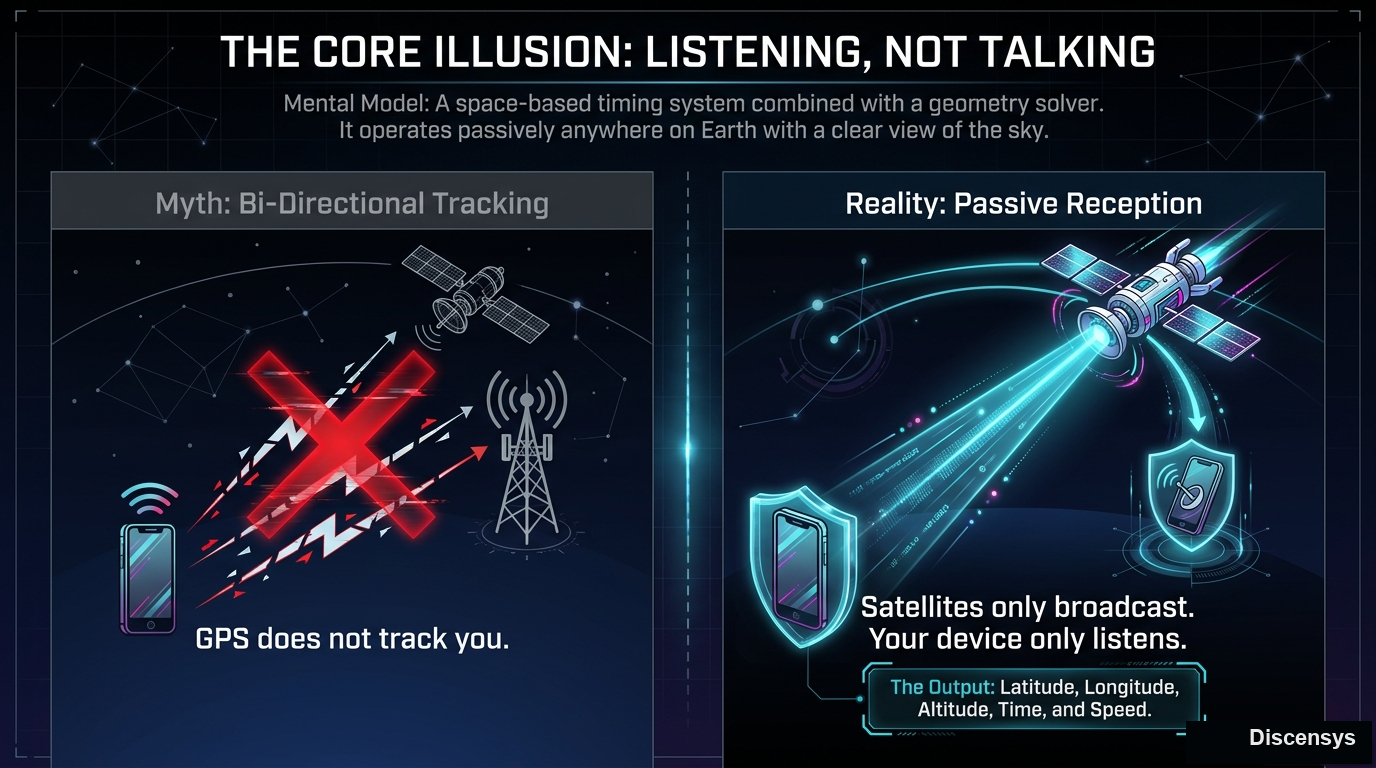 THE CORE ILLUSION: LISTENING, NOT TALKING
Mental Model: A space-based timing system combined with a geometry solver.
It operates passively anywhere on Earth with a clear view of the sky.
Myth: Bi-Directional Tracking
GPS does not track you.
Reality: Passive Reception
Satellites only broadcast.
Your device only listens.
The Output: Latitude, Longitude,
Altitude, Time, and Speed.
Discensys